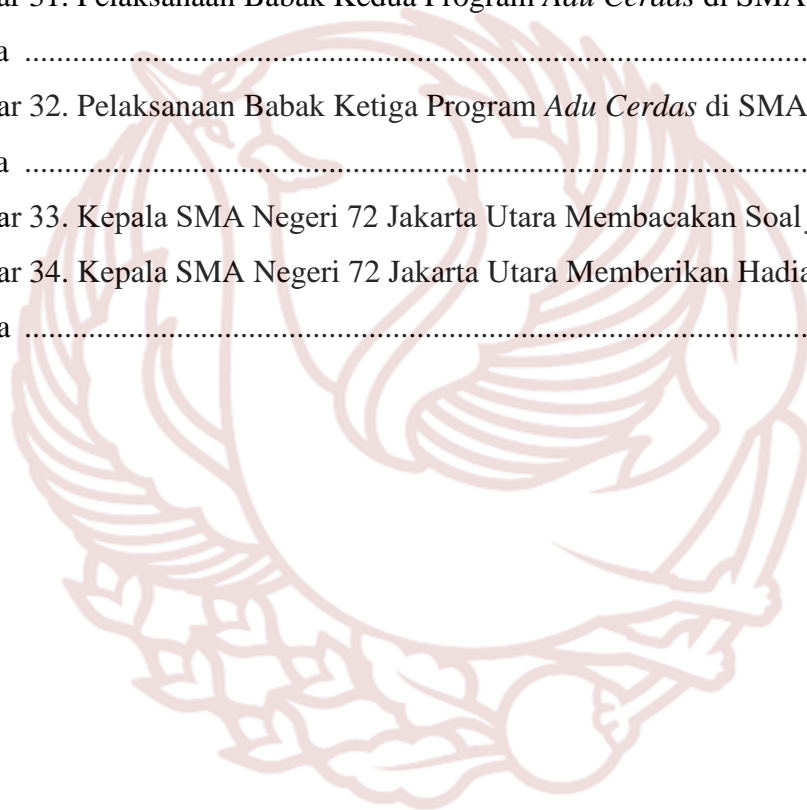 ar 31. Pelaksanaan Babak Kedua Program Adu Cerdas di SMA
a ....................................................................................................
ar 32. Pelaksanaan Babak Ketiga Program Adu Cerdas di SMA
a ....................................................................................................
ar 33. Kepala SMA Negeri 72 Jakarta Utara Membacakan Soal
ar 34. Kepala SMA Negeri 72 Jakarta Utara Memberikan Hadia
a ....................................................................................................